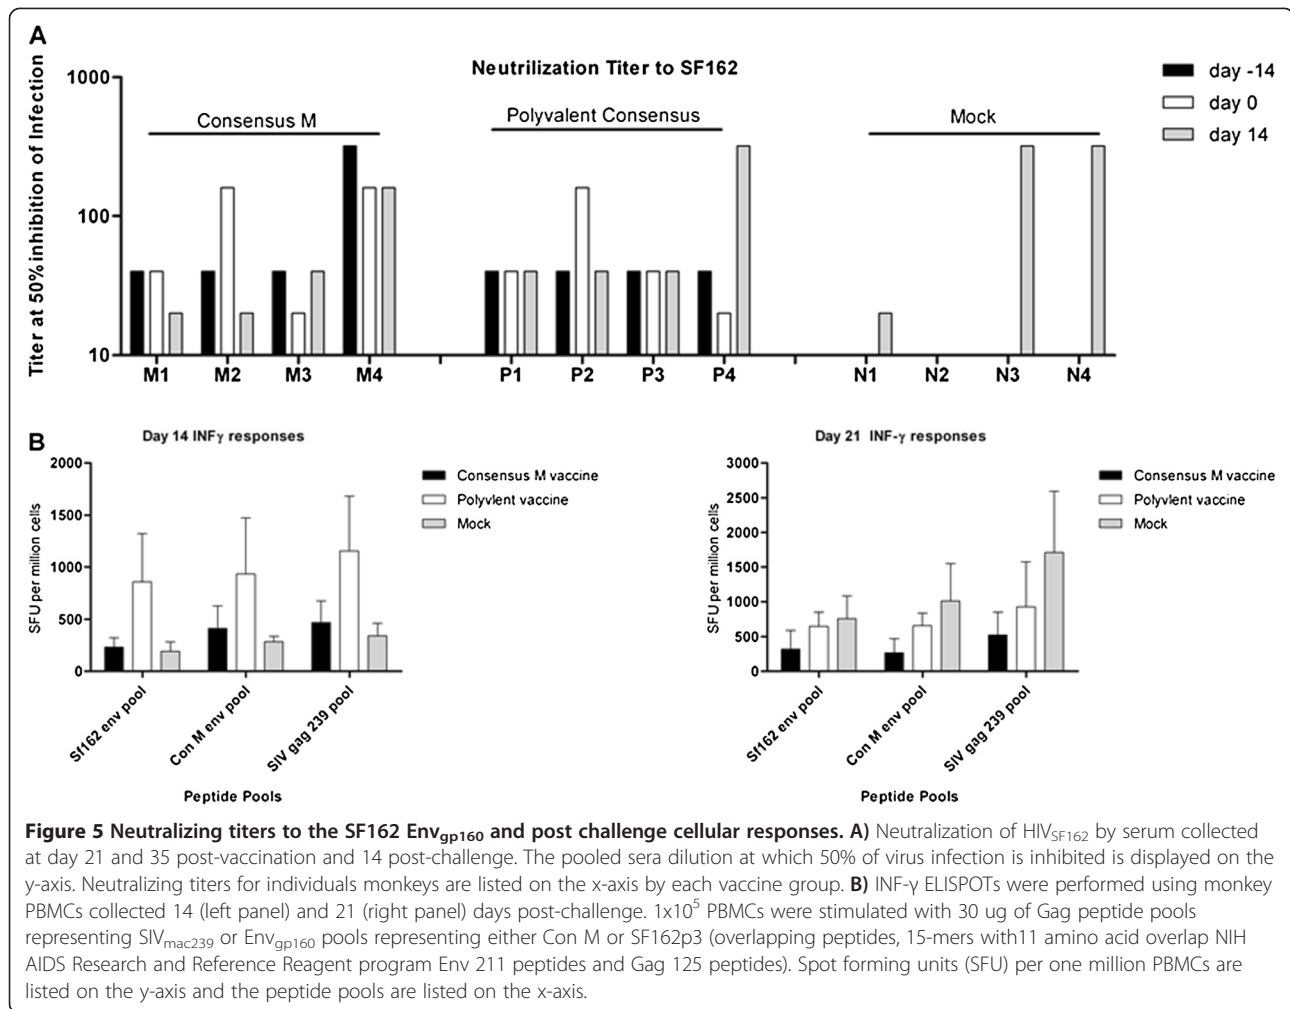 A
Neutrilization Titer to SF162
day -14
day 0
day 14
Consensus M
Polyvalent Consensus
Mock
Titer at 50% inhibition of Infection
1000
100
10
M1 M2 M3 M4 P1 P2 P3 P4 N1 N2 N3 N4
B
Day 14 INFγ responses
SFU per million cells
2000
1500
1000
500
0
Consensus M vaccine
Polyvlent vaccine
Mock
Sf162 env pool
Con M env pool
SIV gag 239 pool
Peptide Pools
Day 21 INF-γ responses
SFU per million cells
3000
2500
2000
1500
1000
500
0
Consensus M vaccine
Polyvlent vaccine
Mock
Sf162 env pool
Con M env pool
SIV gag 239 pool
Peptide Pools
Figure 5 Neutralizing titers to the SF162 Envgp160 and post challenge cellular responses. A) Neutralization of HIVSF162 by serum collected
at day 21 and 35 post-vaccination and 14 post-challenge. The pooled sera dilution at which 50% of virus infection is inhibited is displayed on the
y-axis. Neutralizing titers for individuals monkeys are listed on the x-axis by each vaccine group. B) INF-γ ELISPOTs were performed using monkey
PBMCs collected 14 (left panel) and 21 (right panel) days post-challenge. 1x10⁵ PBMCs were stimulated with 30 ug of Gag peptide pools
representing SIVmac239 or Envgp160 pools representing either Con M or SF162p3 (overlapping peptides, 15-mers with11 amino acid overlap NIH
AIDS Research and Reference Reagent program Env 211 peptides and Gag 125 peptides). Spot forming units (SFU) per one million PBMCs are
listed on the y-axis and the peptide pools are listed on the x-axis.